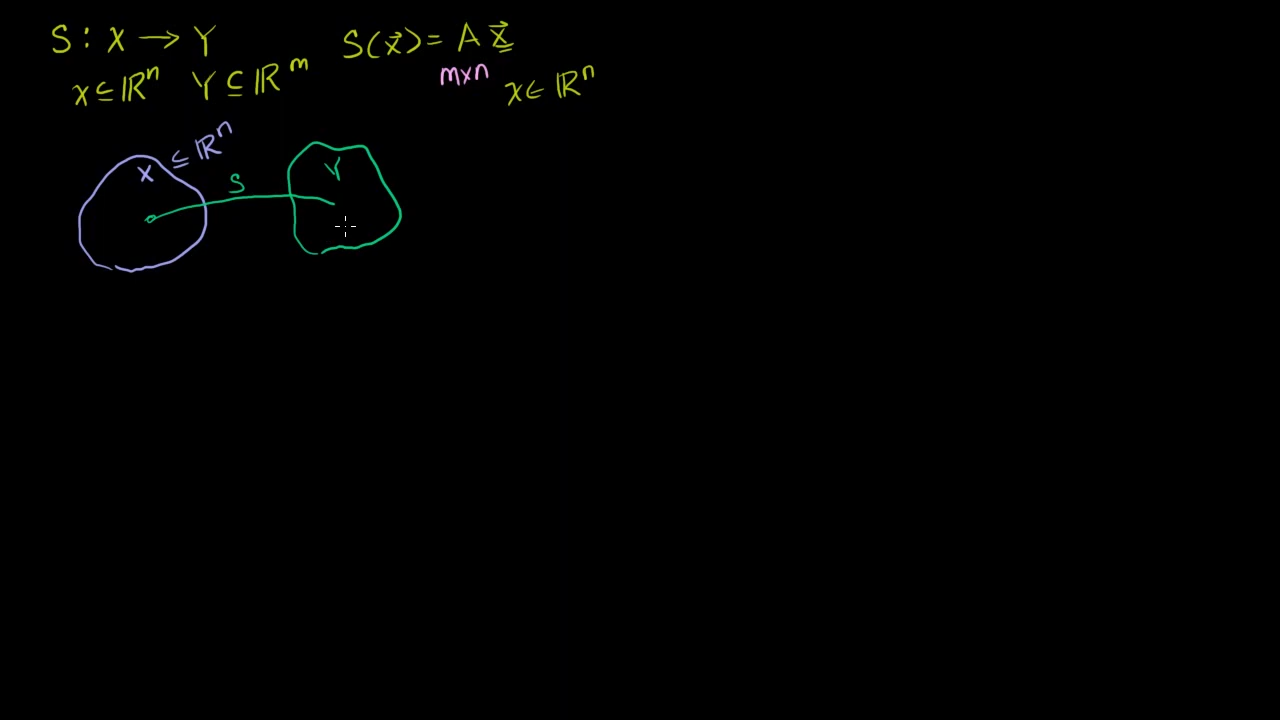 S : X → Y S(x⃗) = A x⃗
X ⊆ ℝⁿ Y ⊆ ℝᵐ m×n x ∈ ℝⁿ
X ⊆ ℝⁿ S Y